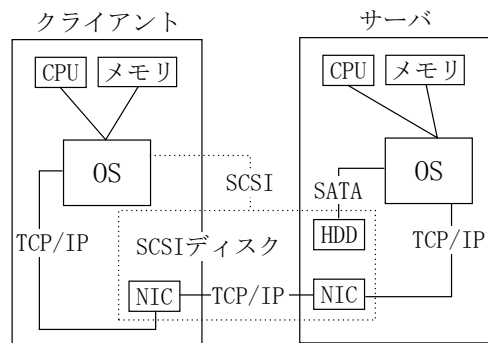 クライアント
サーバ
CPU
メモリ
CPU
メモリ
OS
OS
SCSI
SATA
TCP/IP
SCSIディスク
HDD
TCP/IP
NIC
TCP/IP
NIC